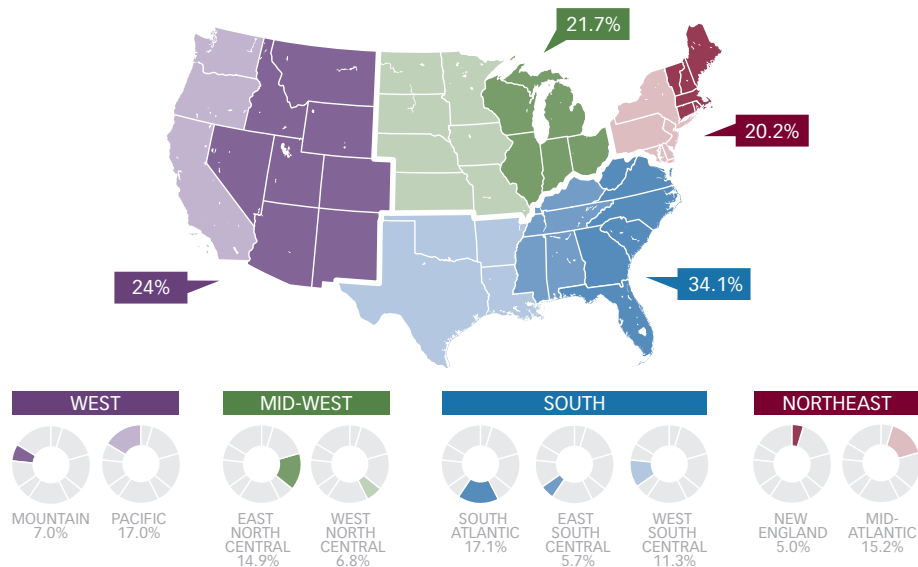 21.7%
20.2%
24%
34.1%
WEST
MID-WEST
SOUTH
NORTHEAST
MOUNTAIN
7.0%
PACIFIC
17.0%
EAST
NORTH
CENTRAL
14.9%
WEST
NORTH
CENTRAL
6.8%
SOUTH
ATLANTIC
17.1%
EAST
SOUTH
CENTRAL
5.7%
WEST
SOUTH
CENTRAL
11.3%
NEW
ENGLAND
5.0%
MID-
ATLANTIC
15.2%